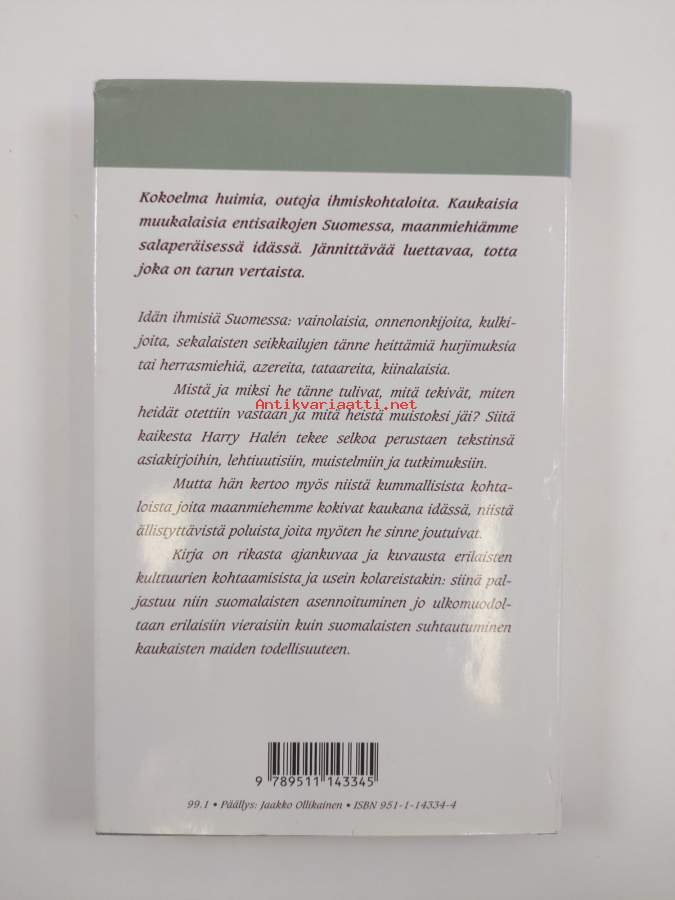 Kokoelma huimia, outoja ihmiskohtaloita. Kaukaisia
muukalaisia entisaikojen Suomessa, maanmiehiämme
salaperäisessä idässä. Jännittävää luettavaa, totta
joka on tarun vertaista.
Idän ihmisiä Suomessa: vainolaisia, onnenonkijoita, kulki-
joita, sekalaisten seikkailujen tänne heittämiä hurjimuksia
tai herrasmiehiä, azereita, tataareita, kiinalaisia.
Mistä ja miksi he tänne tulivat, mitä tekivät, miten
Antikvariaatti.net
heidät otettiin vastaan ja mitä heistä muistoksi jäi? Siitä
kaikesta Harry Halén tekee selkoa perustaen tekstinsä
asiakirjoihin, lehtiuutisiin, muistelmiin ja tutkimuksiin.
Mutta hän kertoo myös niistä kummallisista kohta-
loista joita maanmiehemme kokivat kaukana idässä, niistä
ällistyttävistä poluista joita myöten he sinne joutuivat.
Kirja on rikasta ajankuvaa ja kuvausta erilaisten
kulttuurien kohtaamisista ja usein kolareistakin: siinä pal-
jastuu niin suomalaisten asennoituminen jo ulkomuodol-
taan erilaisiin vieraisiin kuin suomalaisten suhtautuminen
kaukaisten maiden todellisuuteen.
9 789511 143345
99.1 • Päällys: Jaakko Ollikainen • ISBN 951-1-14334-4